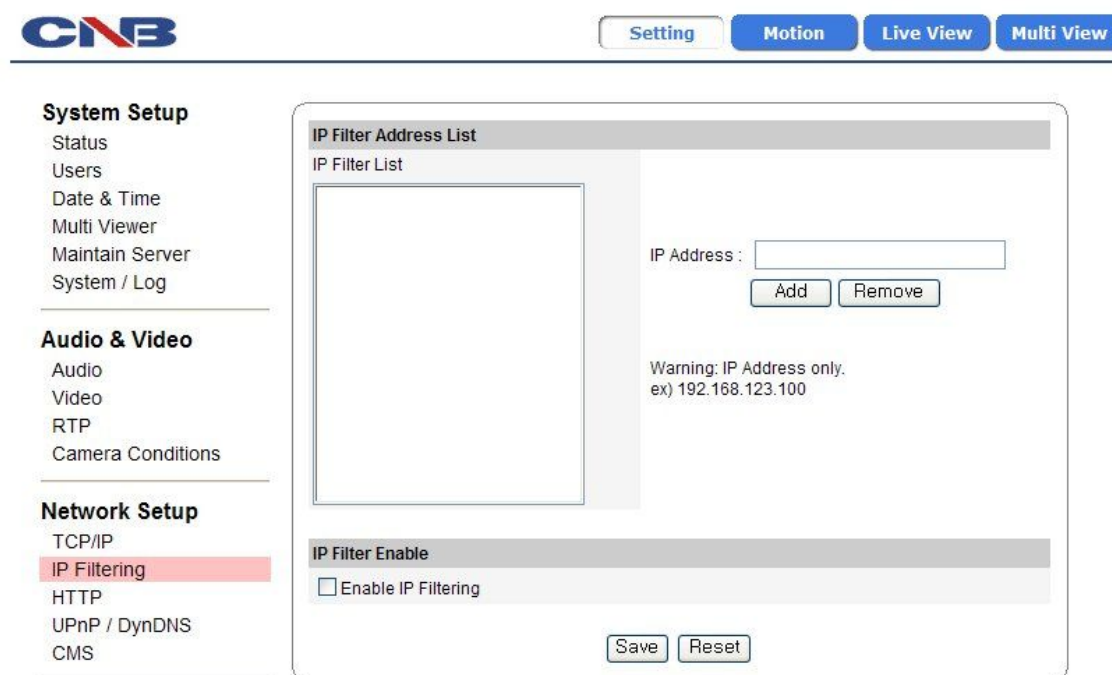 CNB
Setting
Motion
Live View
Multi View
System Setup
Status
Users
Date & Time
Multi Viewer
Maintain Server
System / Log
Audio & Video
Audio
Video
RTP
Camera Conditions
Network Setup
TCP/IP
IP Filtering
HTTP
UPnP / DynDNS
CMS
IP Filter Address List
IP Filter List
IP Address :
Add
Remove
Warning: IP Address only.
ex) 192.168.123.100
IP Filter Enable
Enable IP Filtering
Save
Reset